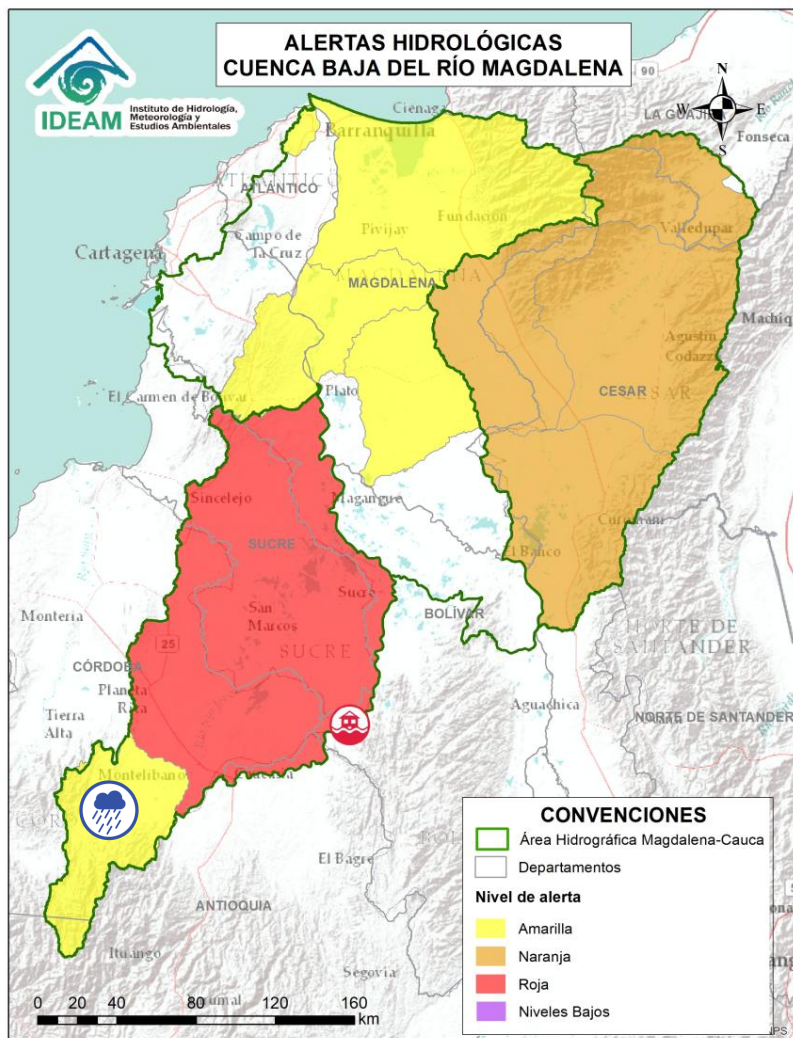 ALERTAS HIDROLÓGICAS
CUENCA BAJA DEL RÍO MAGDALENA
IDEAM
Instituto de Hidrología,
Meteorología y
Estudios Ambientales
90
N
W
E
S
Ciénaga
LA GUAJIRA
Barranquilla
Fonseca
ATLÁNTICO
Fundación
Pivijay
Valledupar
Campo de
la Cruz
Cartagena
MAGDALENA
MAGDALENA
Machiq
Agustín
Codazzi
CESAR
CESAR
El Carmen de Bolívar
Plato
Sincelejo
Magangue
SUCRE
El Banco
Sucre
BOLÍVAR
Montería
San
Marcos
SUCRE
NORTE DE
SANTANDER
25
CÓRDOBA
Planeta
Rica
Aguachica
Tierra
Alta
NORTE DE SANTANDER
Montelíbano
Caucasia
El Bagre
ANTIOQUIA
Ituango
Segovia
CONVENCIONES
Área Hidrográfica Magdalena-Cauca
Departamentos
Nivel de alerta
Amarilla
Naranja
Roja
Niveles Bajos
0 20 40 80 120 160
km